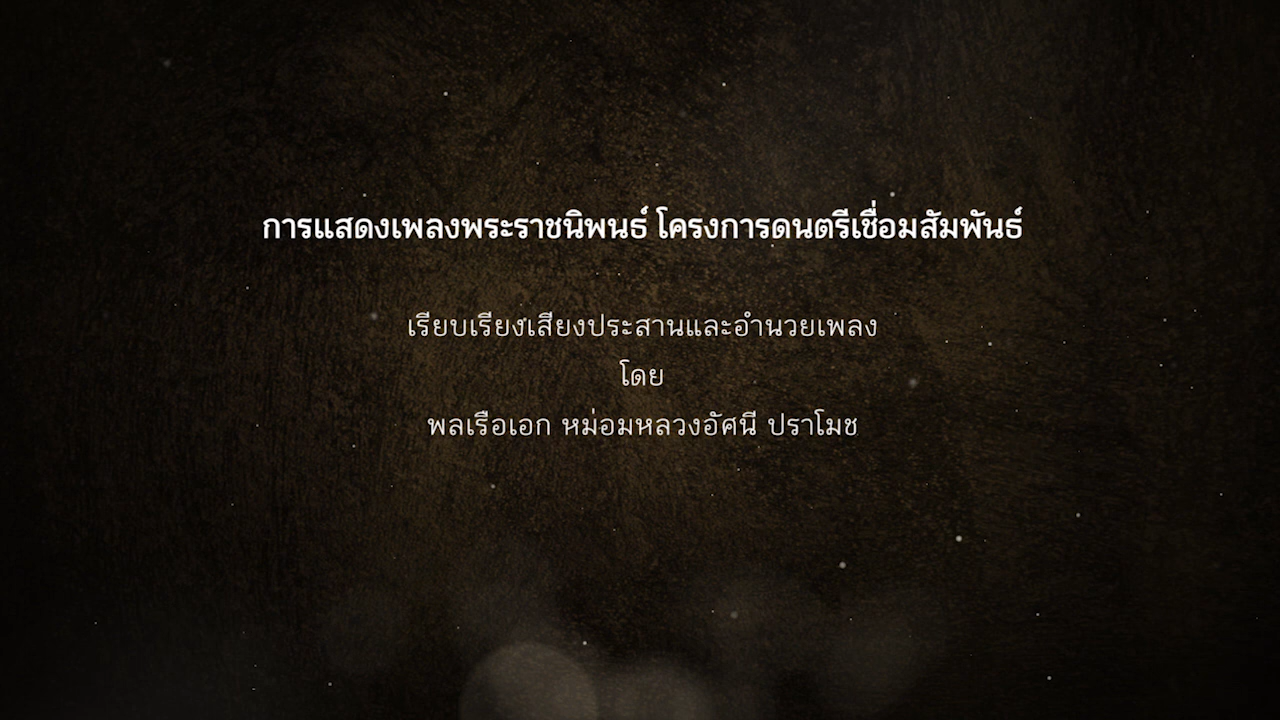 การแสดงเพลงพระราชนิพนธ์ โครงการดนตรีเชื่อมสัมพันธ์
เรียบเรียงเสียงประสานและอำนวยเพลง
โดย
พลเรือเอก หม่อมหลวงอัศนี ปราโมช